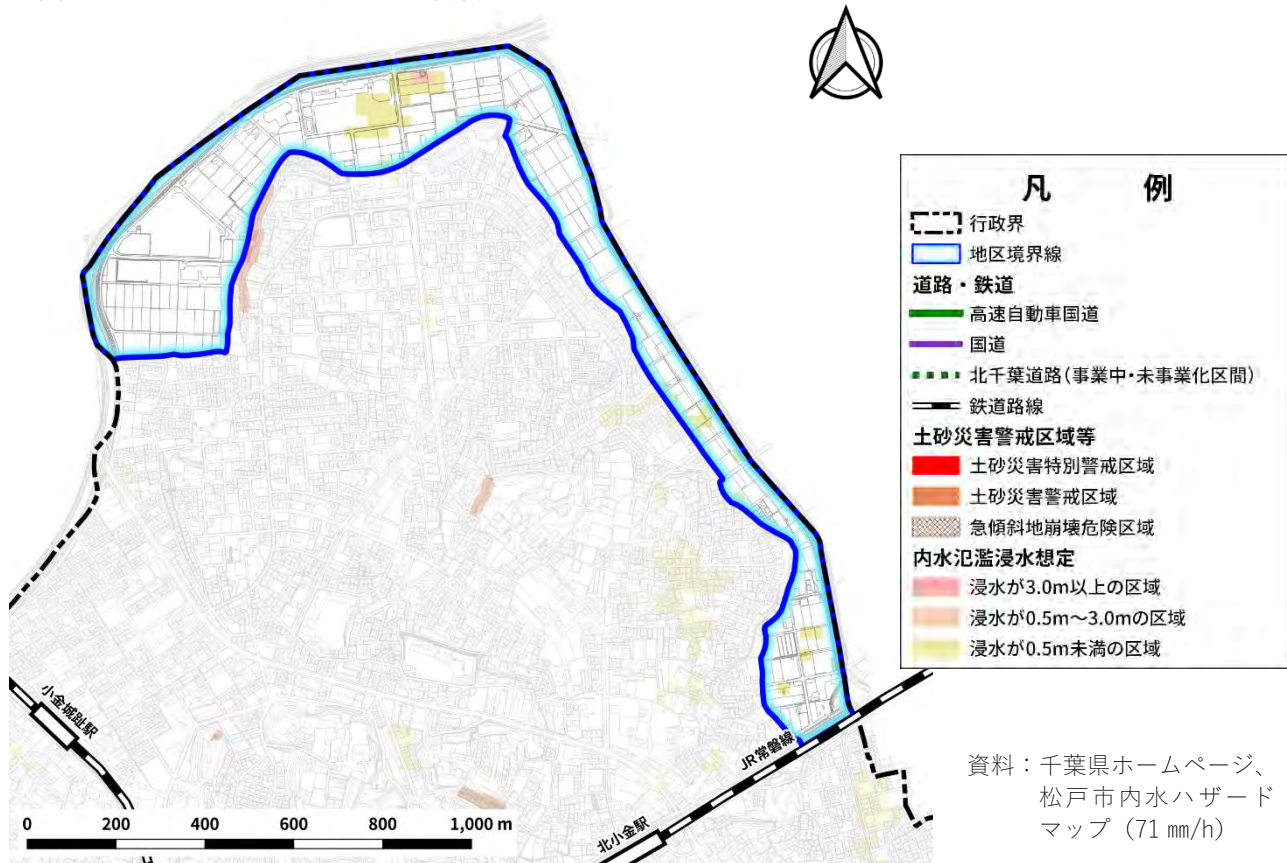 凡 例
行政界
地区境界線
道路・鉄道
高速自動車国道
国道
北千葉道路(事業中・未事業化区間)
鉄道路線
土砂災害警戒区域等
土砂災害特別警戒区域
土砂災害警戒区域
急傾斜地崩壊危険区域
内水氾濫浸水想定
浸水が3.0m以上の区域
浸水が0.5m～3.0mの区域
浸水が0.5m未満の区域
小金城趾駅
JR常磐線
北小金駅
0 200 400 600 800 1,000 m
資料：千葉県ホームページ、
松戸市内水ハザード
マップ（71 ㎜/h）